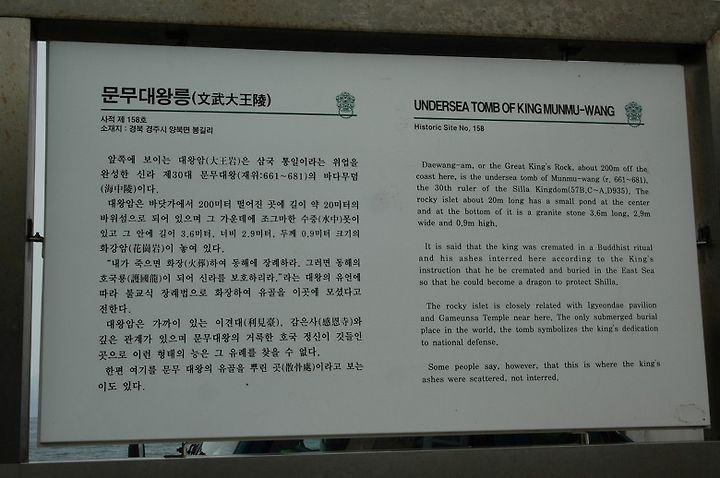 문무대왕릉(文武大王陵)
사적 제 158호
소재지 : 경북 경주시 양북면 봉길리
앞쪽에 보이는 대왕암(大王岩)은 삼국 통일이라는 위업을
완성한 신라 제30대 문무대왕(재위:661~681)의 바다무덤
(海中陵)이다.
대왕암은 바닷가에서 200미터 떨어진 곳에 길이 약 20미터의
바위섬으로 되어 있으며 그 가운데에 조그마한 수중(水中)못이
있고 그 안에 길이 3.6미터, 너비 2.9미터, 두께 0.9미터 크기의
화강암(花崗岩)이 놓여 있다.
"내가 죽으면 화장(火葬)하여 동해에 장례하라. 그러면 동해의
호국룡(護國龍)이 되어 신라를 보호하리라."라는 대왕의 유언에
따라 불교식 장례법으로 화장하여 유골을 이곳에 모셨다고
전한다.
대왕암은 가까이 있는 이견대(利見臺), 감은사(感恩寺)와
깊은 관계가 있으며 문무대왕의 거룩한 호국 정신이 깃들인
곳으로 이런 형태의 능은 그 유례를 찾을 수 없다.
한편 여기를 문무 대왕의 유골을 뿌린 곳(散骨處)이라고 보는
이도 있다.
UNDERSEA TOMB OF KING MUNMU-WANG
Historic Site No, 158
Daewang-am, or the Great King's Rock, about 200m off the
coast here, is the undersea tomb of Munmu-wang (r, 661~681),
the 30th ruler of the Silla Kingdom(57B.C~A.D935). The
rocky islet about 20m long has a small pond at the center
and at the bottom of it is a granite stone 3.6m long, 2.9m
wide and 0.9m high.
It is said that the king was cremated in a Buddhist ritual
and his ashes interred here according to the King's
instruction that he be cremated and buried in the East Sea
so that he could become a dragon to protect Shilla.
The rocky islet is closely related with Igyeondae pavilion
and Gameunsa Temple near here. The only submerged burial
place in the world, the tomb symbolizes the king's dedication
to national defense.
Some people say, however, that this is where the king's
ashes were scattered, not interred.